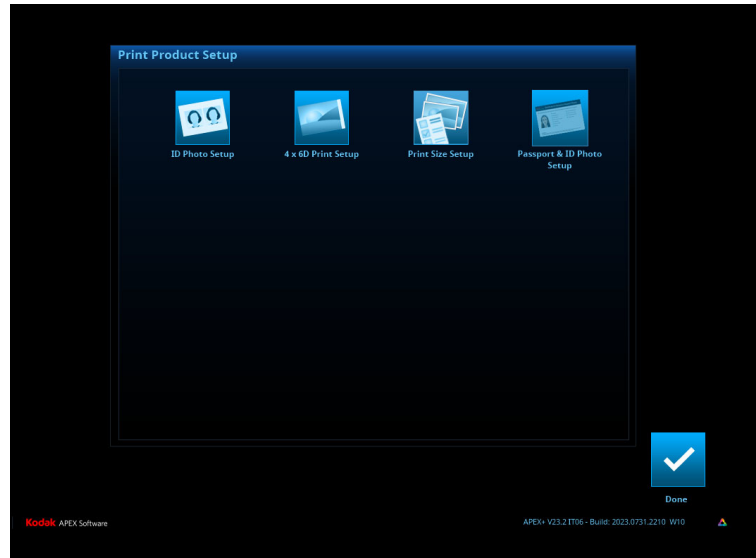 Print Product Setup
ID Photo Setup
4 x 6D Print Setup
Print Size Setup
Passport & ID Photo
Setup
Done
Kodak APEX Software
APEX+ V23.2 IT06 - Build: 2023.0731.2210 W10